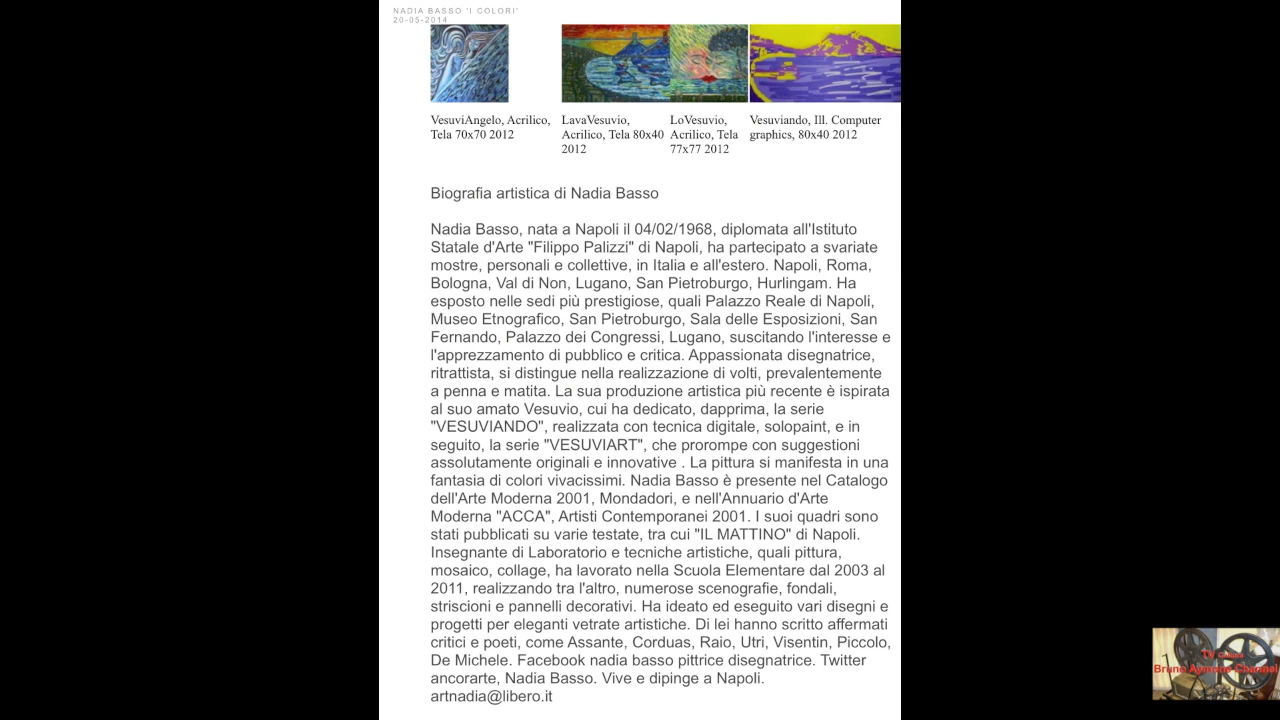 NADIA BASSO 'I COLORI'
20-05-2014
VesuviAngelo, Acrilico,
Tela 70x70 2012
LavaVesuvio,
Acrilico, Tela 80x40
2012
LoVesuvio,
Acrilico, Tela
77x77 2012
Vesuviando, Ill. Computer
graphics, 80x40 2012
Biografia artistica di Nadia Basso
Nadia Basso, nata a Napoli il 04/02/1968, diplomata all'Istituto
Statale d'Arte "Filippo Palizzi" di Napoli, ha partecipato a svariate
mostre, personali e collettive, in Italia e all'estero. Napoli, Roma,
Bologna, Val di Non, Lugano, San Pietroburgo, Hurlingam. Ha
esposto nelle sedi più prestigiose, quali Palazzo Reale di Napoli,
Museo Etnografico, San Pietroburgo, Sala delle Esposizioni, San
Fernando, Palazzo dei Congressi, Lugano, suscitando l'interesse e
l'apprezzamento di pubblico e critica. Appassionata disegnatrice,
ritrattista, si distingue nella realizzazione di volti, prevalentemente
a penna e matita. La sua produzione artistica più recente è ispirata
al suo amato Vesuvio, cui ha dedicato, dapprima, la serie
"VESUVIANDO", realizzata con tecnica digitale, solopaint, e in
seguito, la serie "VESUVIART", che prorompe con suggestioni
assolutamente originali e innovative . La pittura si manifesta in una
fantasia di colori vivacissimi. Nadia Basso è presente nel Catalogo
dell'Arte Moderna 2001, Mondadori, e nell'Annuario d'Arte
Moderna "ACCA", Artisti Contemporanei 2001. I suoi quadri sono
stati pubblicati su varie testate, tra cui "IL MATTINO" di Napoli.
Insegnante di Laboratorio e tecniche artistiche, quali pittura,
mosaico, collage, ha lavorato nella Scuola Elementare dal 2003 al
2011, realizzando tra l'altro, numerose scenografie, fondali,
striscioni e pannelli decorativi. Ha ideato ed eseguito vari disegni e
progetti per eleganti vetrate artistiche. Di lei hanno scritto affermati
critici e poeti, come Assante, Corduas, Raio, Utri, Visentin, Piccolo,
De Michele. Facebook nadia basso pittrice disegnatrice. Twitter
ancorarte, Nadia Basso. Vive e dipinge a Napoli.
artnadia@libero.it
TV
Channel